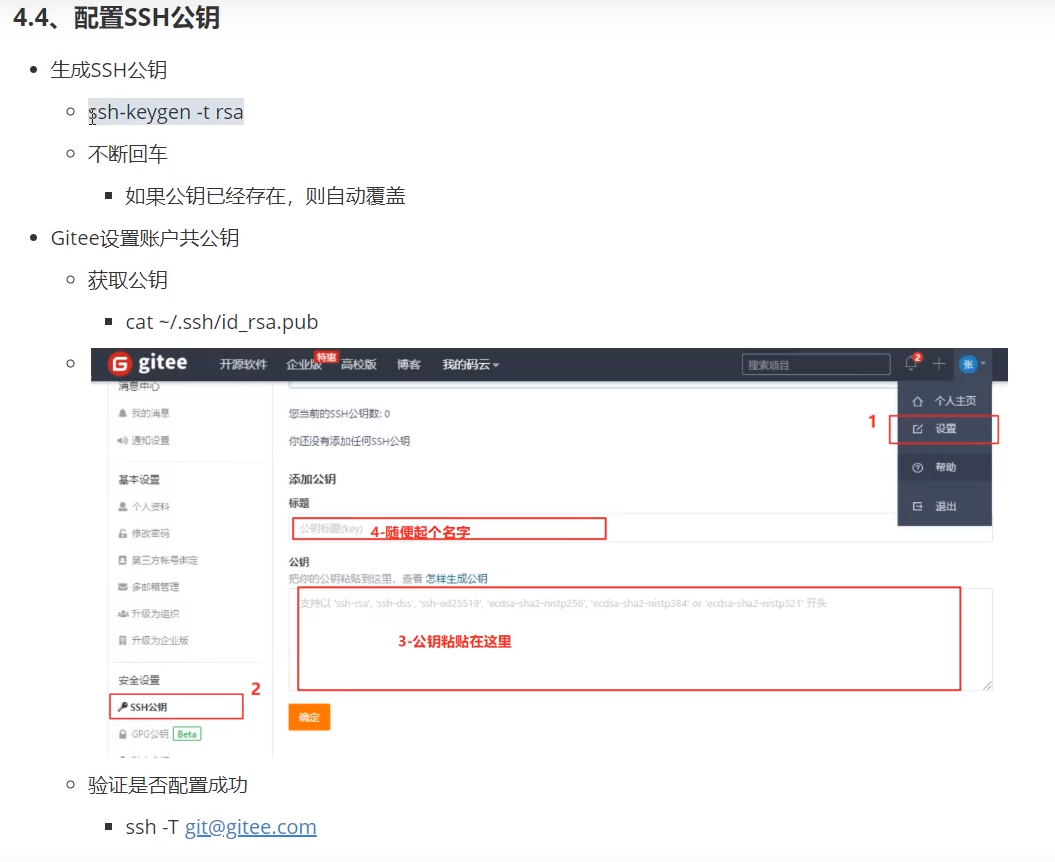 4.4、配置SSH公钥
生成SSH公钥
ssh-keygen -t rsa
不断回车
如果公钥已经存在，则自动覆盖
Gitee设置账户共公钥
获取公钥
cat ~/.ssh/id_rsa.pub
gitee 开源软件 企业版 特惠 高校版 博客 我的码云 搜索项目 2 张
消息中心
我的消息
通知设置
基本设置
个人资料
修改密码
第三方帐号绑定
多邮箱管理
升级为组织
升级为企业版
安全设置
SSH公钥 2
GPG公钥 Beta
您当前的SSH公钥数: 0
你还没有添加任何SSH公钥
添加公钥
标题
公钥标题(key) 4-随便起个名字
公钥
把你的公钥粘贴到这里，查看 怎样生成公钥
支持以 'ssh-rsa', 'ssh-dss', 'ssh-ed25519', 'ecdsa-sha2-nistp256', 'ecdsa-sha2-nistp384' or 'ecdsa-sha2-nistp521' 开头
3-公钥粘贴在这里
确定
个人主页
1 设置
帮助
退出
验证是否配置成功
ssh -T git@gitee.com